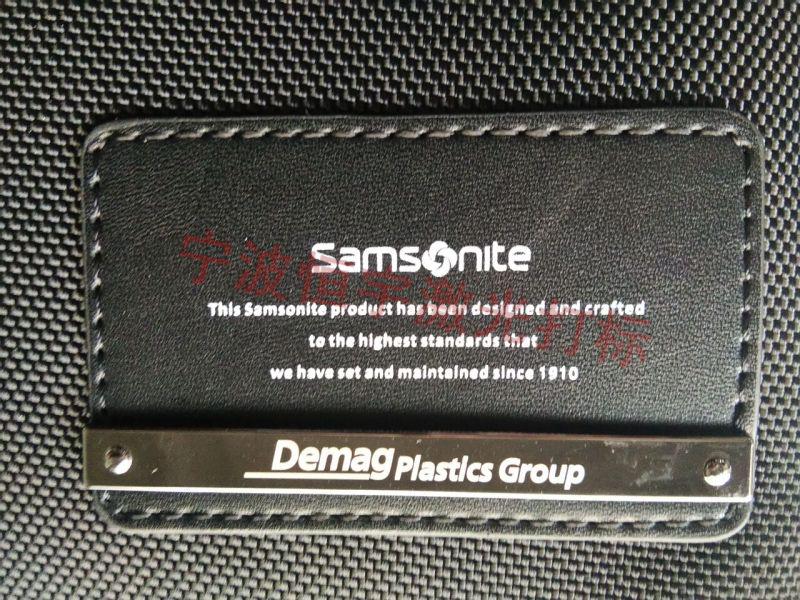 Samsonite
This Samsonite product has been designed and crafted
to the highest standards that
we have set and maintained since 1910
Demag Plastics Group
宁波恒宇激光打标